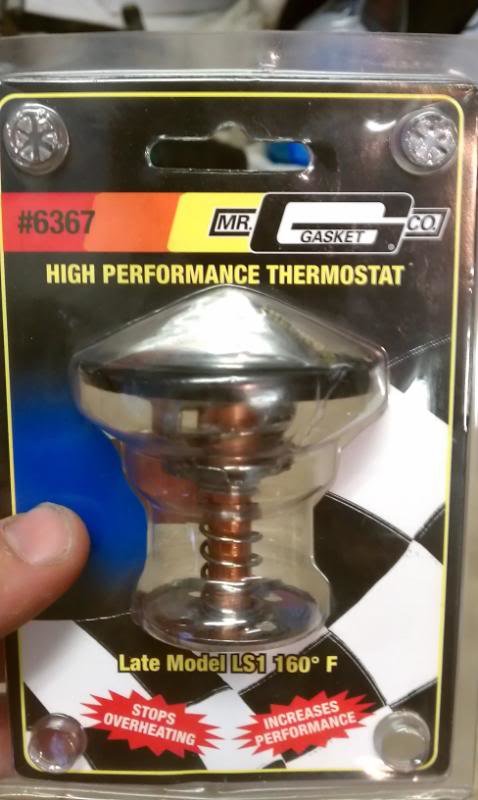 #6367
MR. GASKET CO.
HIGH PERFORMANCE THERMOSTAT
Late Model LS1 160° F
STOPS
OVERHEATING
INCREASES
PERFORMANCE